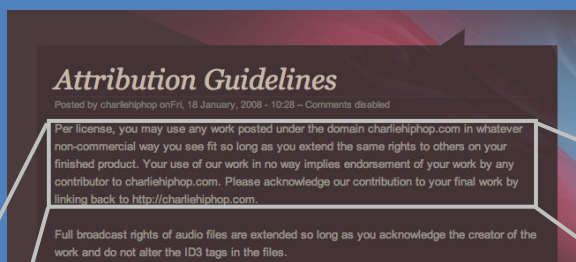 Attribution Guidelines
Posted by charliehiphop onFri, 18 January, 2008 - 10:28 – Comments disabled
Per license, you may use any work posted under the domain charliehiphop.com in whatever
non-commercial way you see fit so long as you extend the same rights to others on your
finished product. Your use of our work in no way implies endorsement of your work by any
contributor to charliehiphop.com. Please acknowledge our contribution to your final work by
linking back to http://charliehiphop.com.
Full broadcast rights of audio files are extended so long as you acknowledge the creator of the
work and do not alter the ID3 tags in the files.